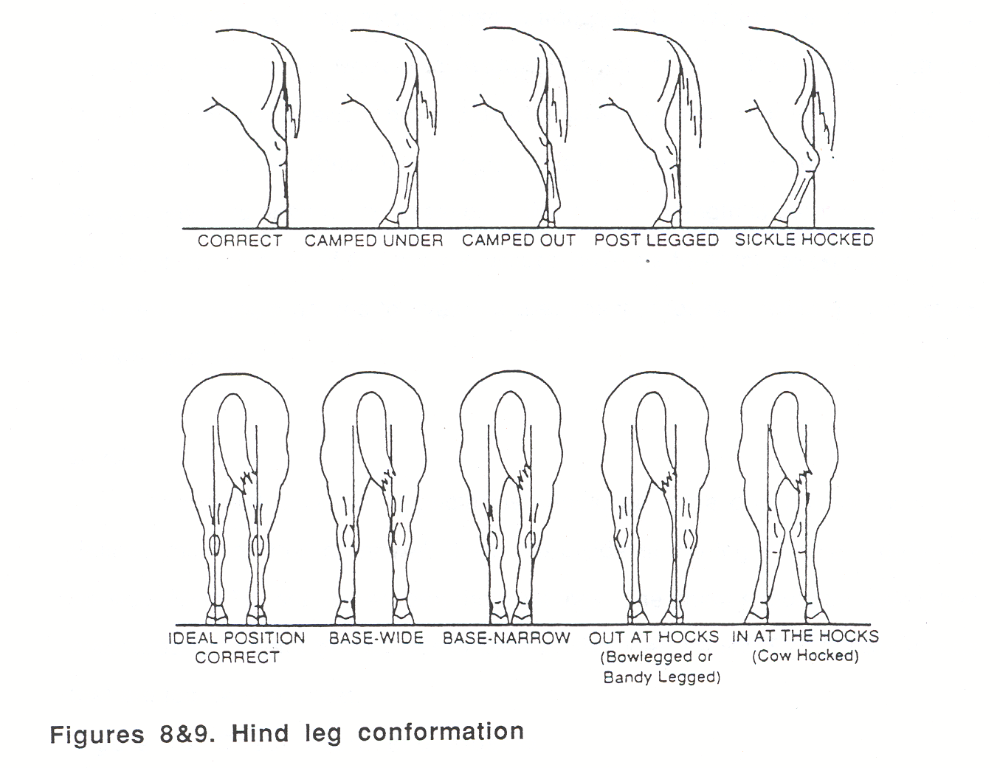 CORRECT CAMPED UNDER CAMPED OUT POST LEGGED SICKLE HOCKED
IDEAL POSITION CORRECT
BASE-WIDE
BASE-NARROW
OUT AT HOCKS
(Bowlegged or
Bandy Legged)
IN AT THE HOCKS
(Cow Hocked)
Figures 8&9. Hind leg conformation